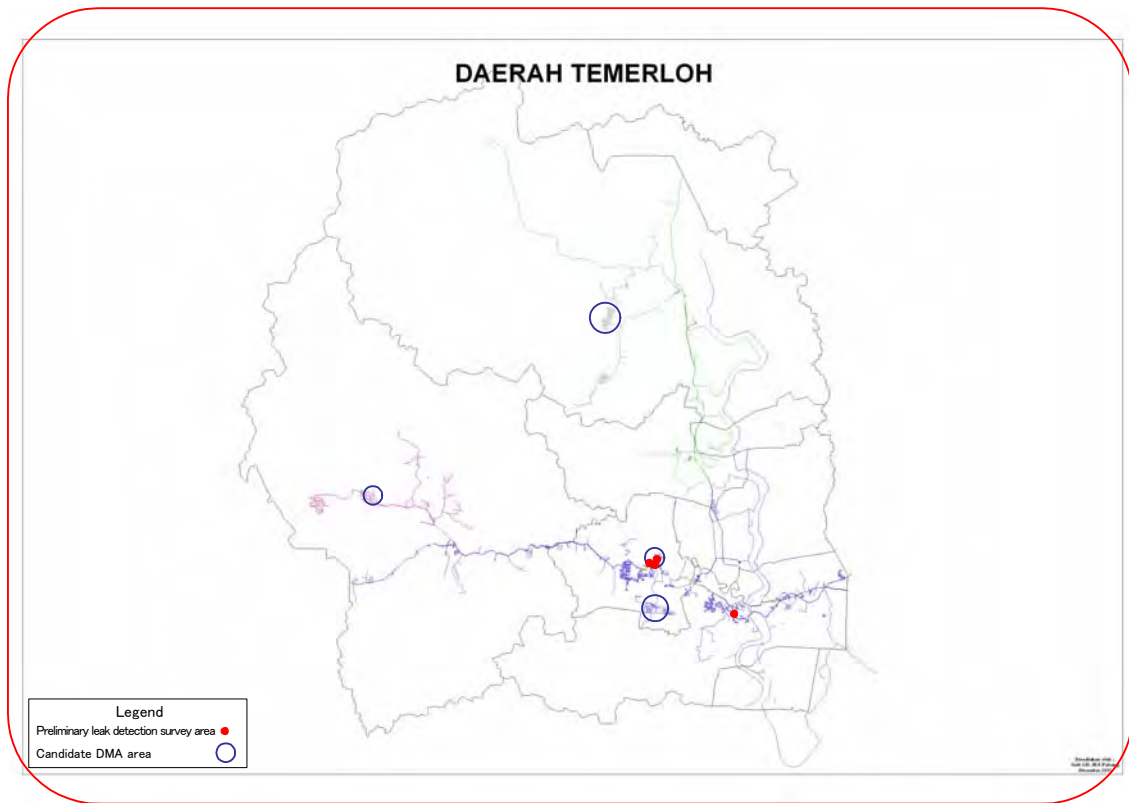 DAERAH TEMERLOH
Legend
Preliminary leak detection survey area
Candidate DMA area